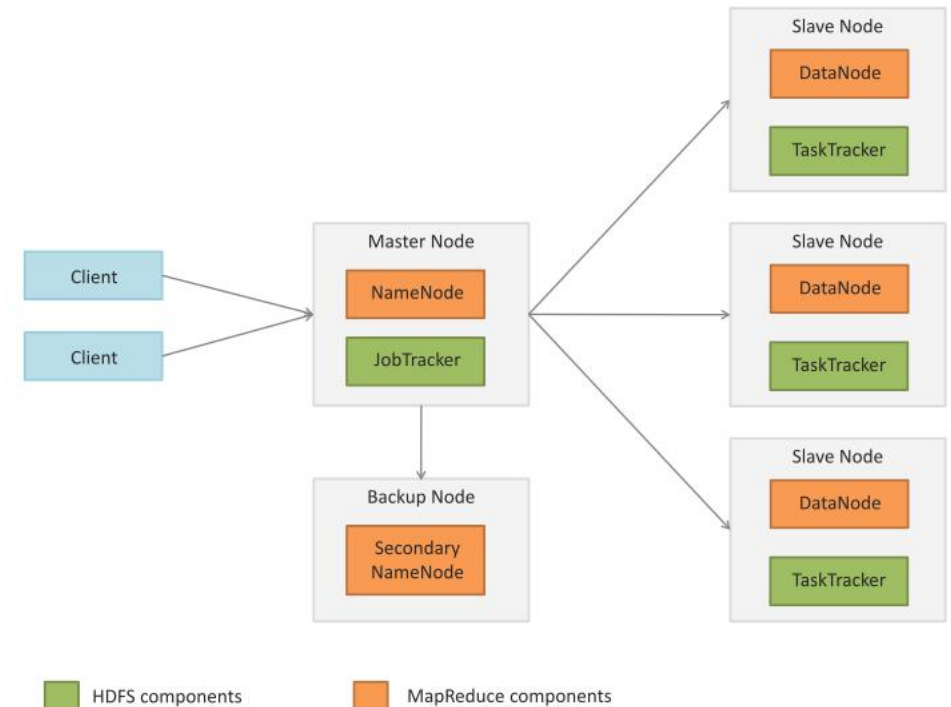 Slave Node
DataNode
TaskTracker
Client
Client
Master Node
NameNode
JobTracker
Slave Node
DataNode
TaskTracker
Backup Node
Secondary
NameNode
Slave Node
DataNode
TaskTracker
HDFS components
MapReduce components